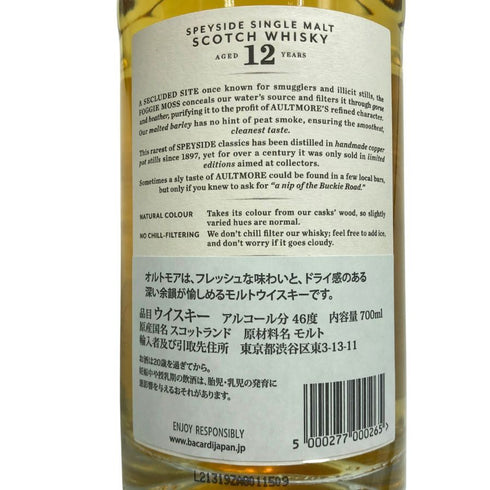 SPEYSIDE SINGLE MALT
SCOTCH WHISKY
AGED 12 YEARS
A SECLUDED SITE once known for smugglers and illicit stills, the
FOGGIE MOSS conceals our water's source and filters it through gorse
and heather, purifying it to the profit of AULTMORE'S refined character.
Our malted barley has no hint of peat smoke, ensuring the smoothest,
cleanest taste.
This rarest of SPEYSIDE classics has been distilled in handmade copper
pot stills since 1897, yet for over a century it was only sold in limited
editions aimed at collectors.
Sometimes a sly taste of AULTMORE could be found in a few local bars,
but only if you knew to ask for "a nip of the Buckie Road."
NATURAL COLOUR Takes its colour from our casks' wood, so slightly
varied hues are normal.
NO CHILL-FILTERING We don't chill filter our whisky; feel free to add ice,
and don't worry if it goes cloudy.
オルトモアは、フレッシュな味わいと、ドライ感のある
深い余韻が愉しめるモルトウイスキーです。
品目 ウイスキー アルコール分 46度 内容量 700ml
原産国名 スコットランド 原材料名 モルト
輸入者及び引取先住所 東京都渋谷区東3-13-11
お酒は20歳を過ぎてから。
妊娠中や授乳期の飲酒は、胎児・乳児の発育に
悪影響を与えるおそれがあります。
ENJOY RESPONSIBLY
www.bacardijapan.jp
5 000277 000265
L21319ZA8011509